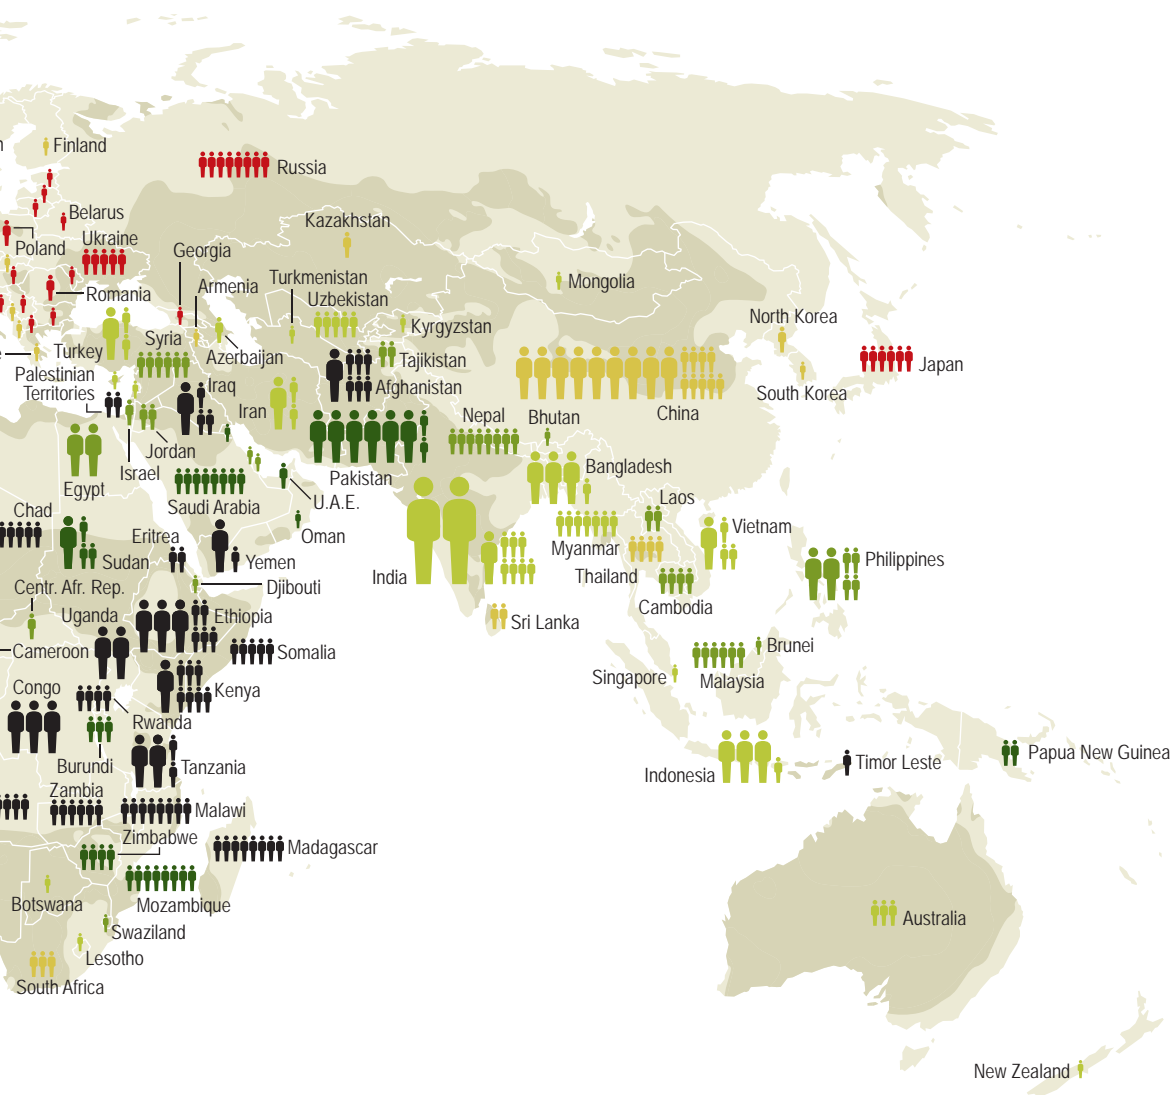 Finland
Russia
Belarus
Kazakhstan
Poland
Ukraine
Georgia
Turkmenistan
Mongolia
Armenia
Romania
Uzbekistan
North Korea
Kyrgyzstan
Syria
Turkey
Azerbaijan
Tajikistan
Japan
Palestinian
Territories
Iraq
Afghanistan
South Korea
Iran
Nepal
Bhutan
China
Jordan
Israel
Pakistan
Bangladesh
Egypt
Saudi Arabia
U.A.E.
Laos
Chad
Eritrea
Oman
Vietnam
Sudan
Yemen
Myanmar
Philippines
India
Thailand
Centr. Afr. Rep.
Djibouti
Uganda
Ethiopia
Cambodia
Sri Lanka
Cameroon
Somalia
Brunei
Singapore
Malaysia
Congo
Kenya
Rwanda
Burundi
Tanzania
Indonesia
Timor Leste
Papua New Guinea
Zambia
Malawi
Zimbabwe
Madagascar
Botswana
Mozambique
Swaziland
Australia
Lesotho
South Africa
New Zealand